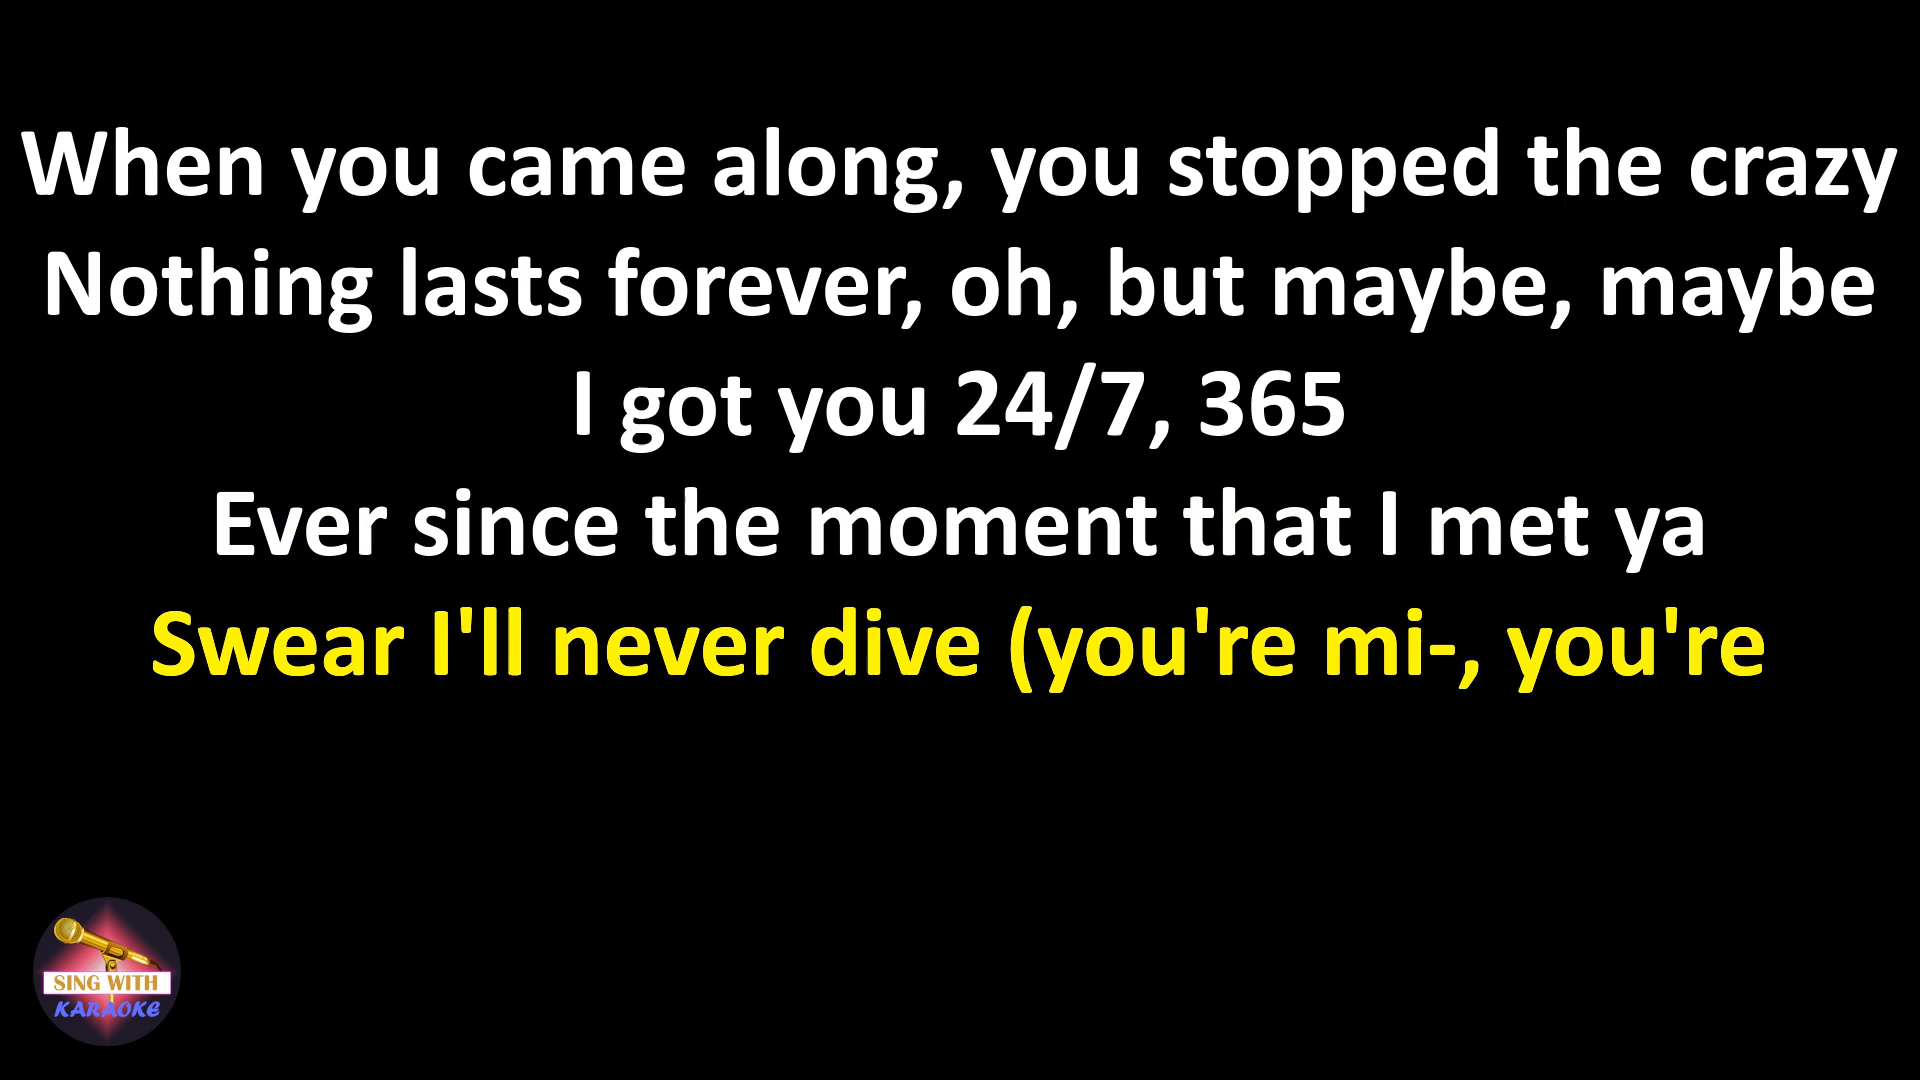 When you came along, you stopped the crazy
Nothing lasts forever, oh, but maybe, maybe
I got you 24/7, 365
Ever since the moment that I met ya
Swear I'll never dive (you're mi-, you're
SING WITH
KARAOKE